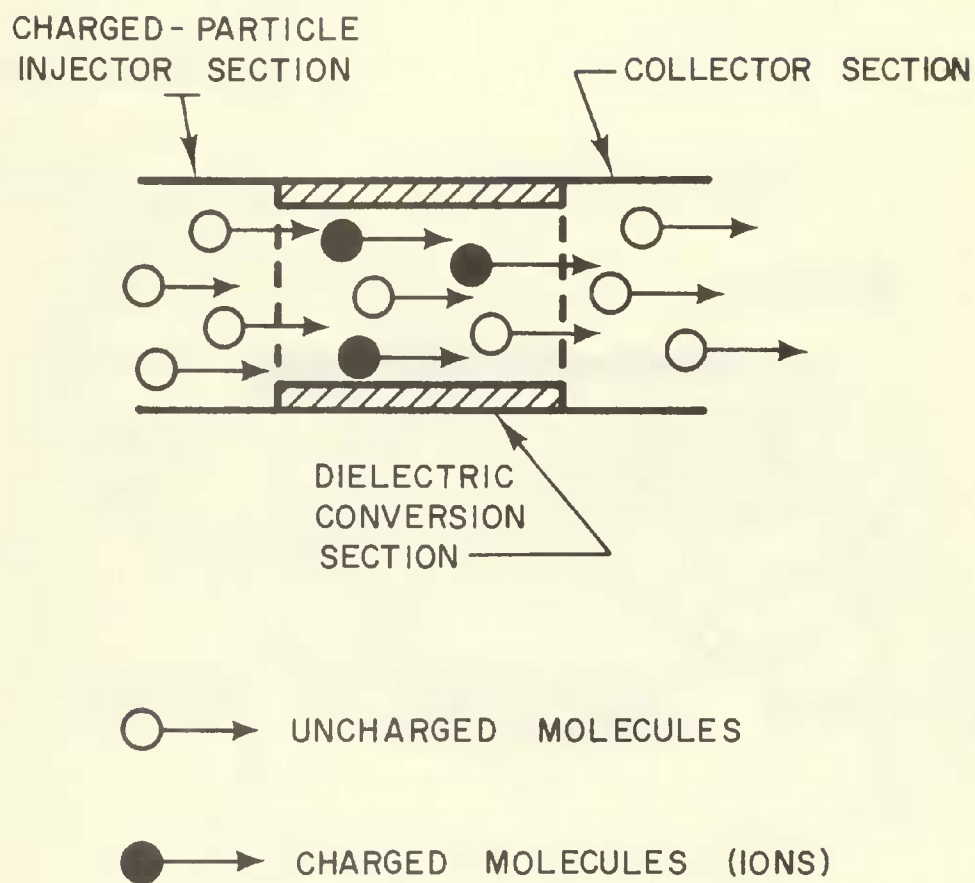 CHARGED-PARTICLE
INJECTOR SECTION
COLLECTOR SECTION
DIELECTRIC
CONVERSION
SECTION
UNCHARGED MOLECULES
CHARGED MOLECULES (IONS)